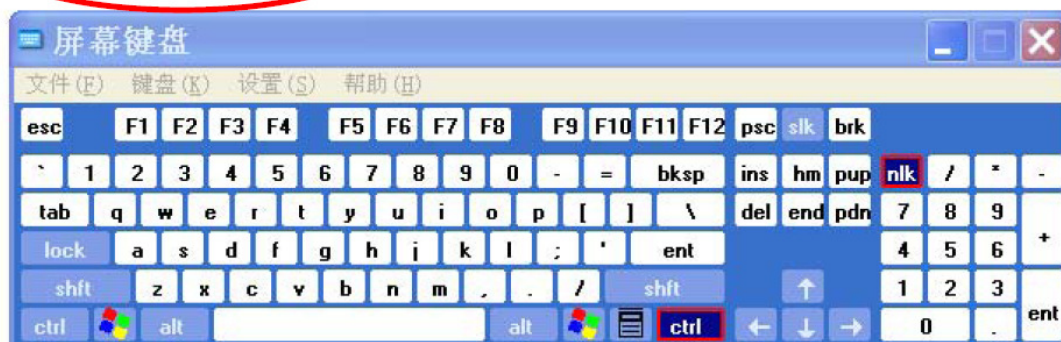 屏幕键盘
文件(F) 键盘(K) 设置(S) 帮助(H)
esc F1 F2 F3 F4 F5 F6 F7 F8 F9 F10 F11 F12 psc slk brk
` 1 2 3 4 5 6 7 8 9 0 - = bksp ins hm pup nlk / * -
tab q w e r t y u i o p [ ] \ del end pdn 7 8 9 +
lock a s d f g h j k l ; ' ent 4 5 6
shft z x c v b n m , . / shft ↑ 1 2 3 ent
ctrl alt alt ctrl ← ↓ → 0 .